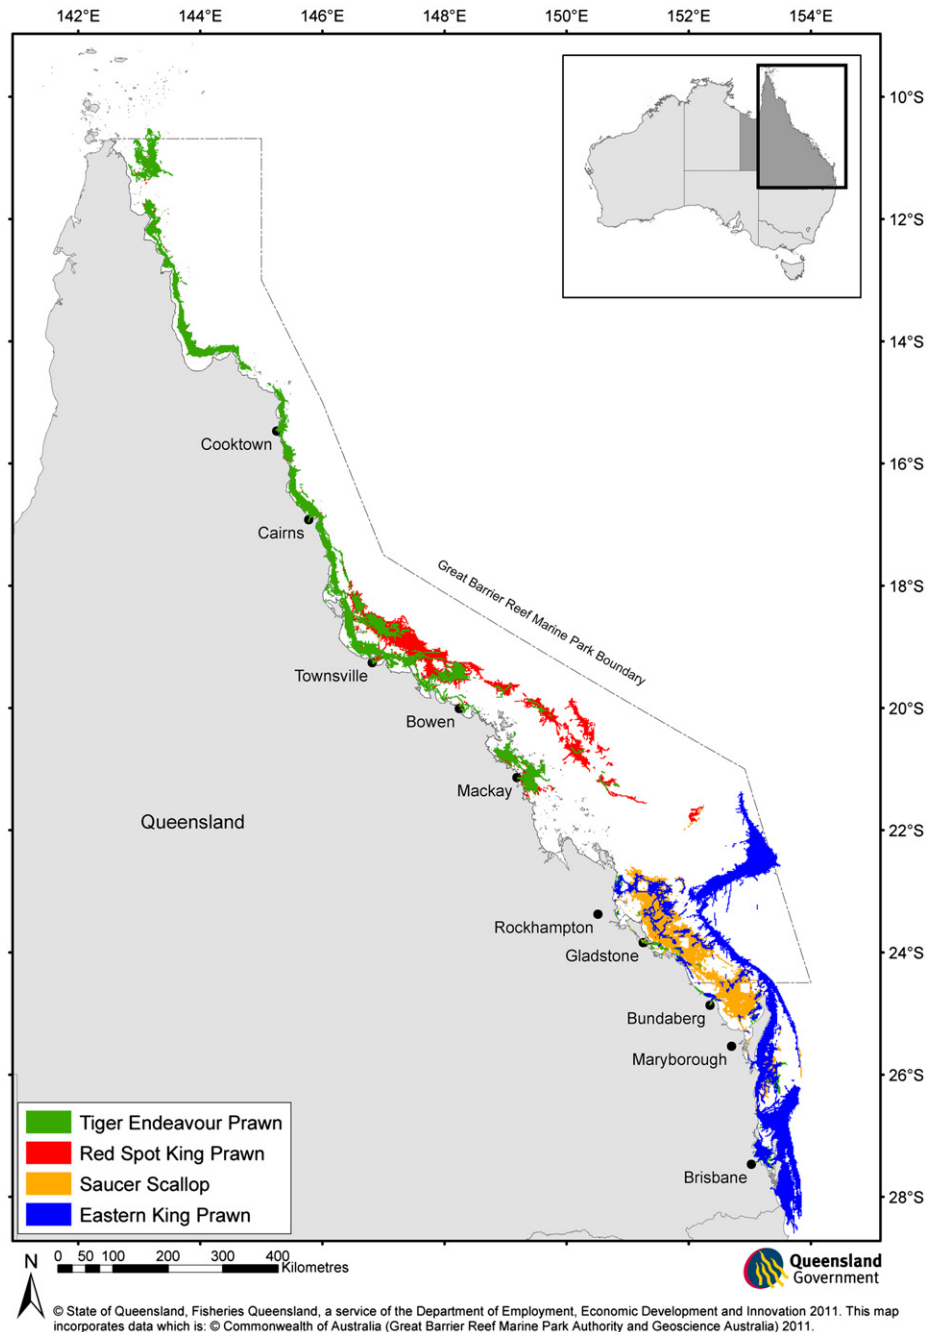 142°E 144°E 146°E 148°E 150°E 152°E 154°E
10°S
12°S
14°S
Cooktown
16°S
Cairns
18°S
Great Barrier Reef Marine Park Boundary
Townsville
20°S
Bowen
Mackay
Queensland
22°S
Rockhampton
Gladstone
24°S
Bundaberg
Maryborough
26°S
Tiger Endeavour Prawn
Red Spot King Prawn
Saucer Scallop
Eastern King Prawn
Brisbane
28°S
N
0 50 100 200 300 400
Kilometres
Queensland
Government
© State of Queensland, Fisheries Queensland, a service of the Department of Employment, Economic Development and Innovation 2011. This map
incorporates data which is: © Commonwealth of Australia (Great Barrier Reef Marine Park Authority and Geoscience Australia) 2011.